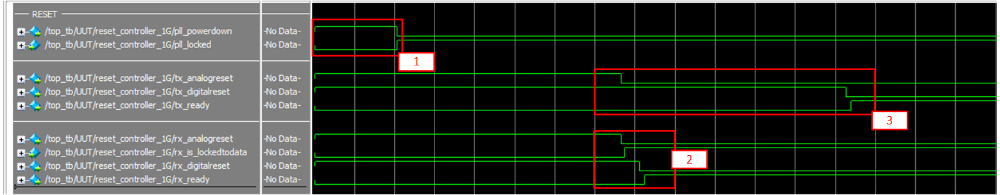 RESET
/top_tb/UUT/reset_controller_1G/pll_powerdown -No Data-
/top_tb/UUT/reset_controller_1G/pll_locked -No Data-
1
/top_tb/UUT/reset_controller_1G/tx_analogreset -No Data-
/top_tb/UUT/reset_controller_1G/tx_digitalreset -No Data-
/top_tb/UUT/reset_controller_1G/tx_ready -No Data-
3
/top_tb/UUT/reset_controller_1G/rx_analogreset -No Data-
/top_tb/UUT/reset_controller_1G/rx_is_lockedtodata -No Data-
2
/top_tb/UUT/reset_controller_1G/rx_digitalreset -No Data-
/top_tb/UUT/reset_controller_1G/rx_ready -No Data-